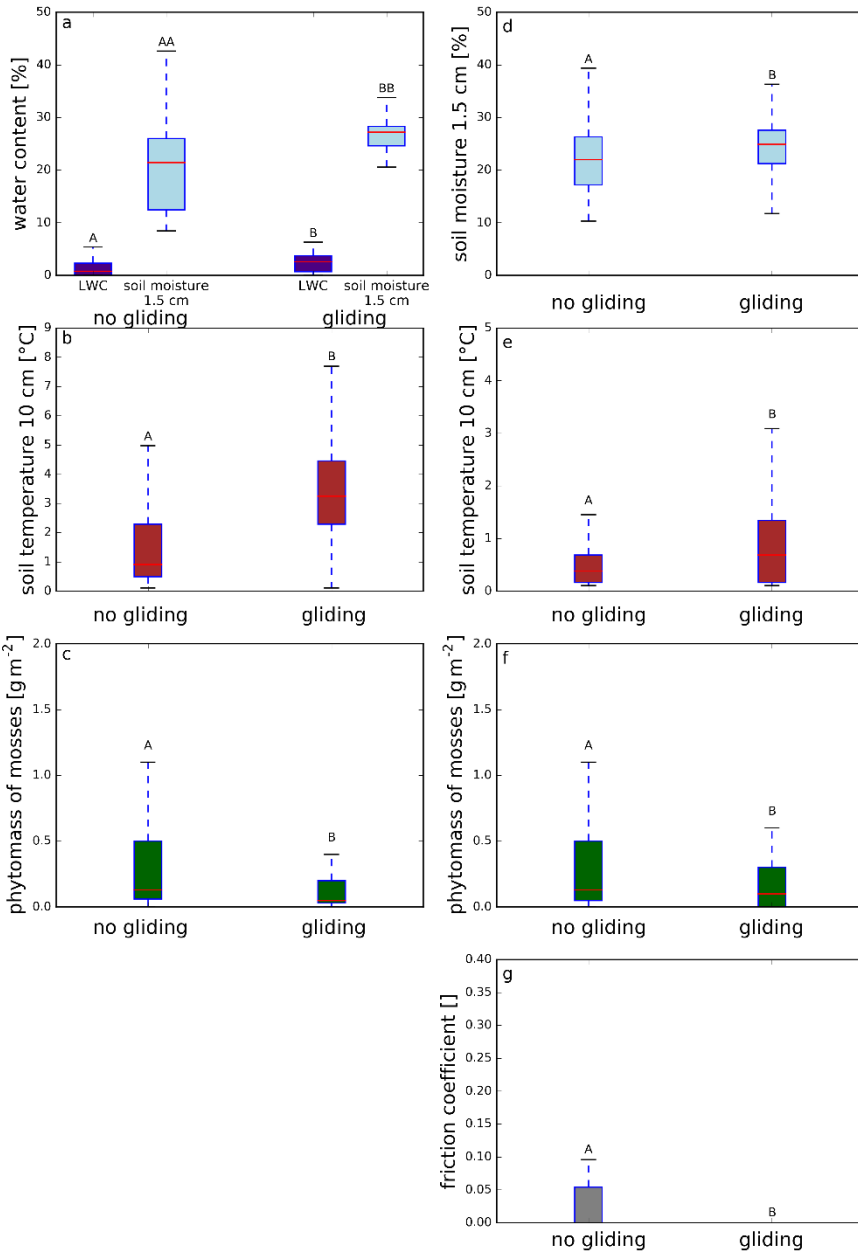 a
water content [%]
50
40
30
20
10
0
A
AA
B
BB
LWC
soil moisture
1.5 cm
LWC
soil moisture
1.5 cm
no gliding
gliding
d
soil moisture 1.5 cm [%]
50
40
30
20
10
0
A
B
no gliding
gliding
b
soil temperature 10 cm [°C]
9
8
7
6
5
4
3
2
1
0
A
B
no gliding
gliding
e
soil temperature 10 cm [°C]
5
4
3
2
1
0
A
B
no gliding
gliding
c
phytomass of mosses [g m⁻²]
2.0
1.5
1.0
0.5
0.0
A
B
no gliding
gliding
f
phytomass of mosses [g m⁻²]
2.0
1.5
1.0
0.5
0.0
A
B
no gliding
gliding
g
friction coefficient []
0.40
0.35
0.30
0.25
0.20
0.15
0.10
0.05
0.00
A
B
no gliding
gliding